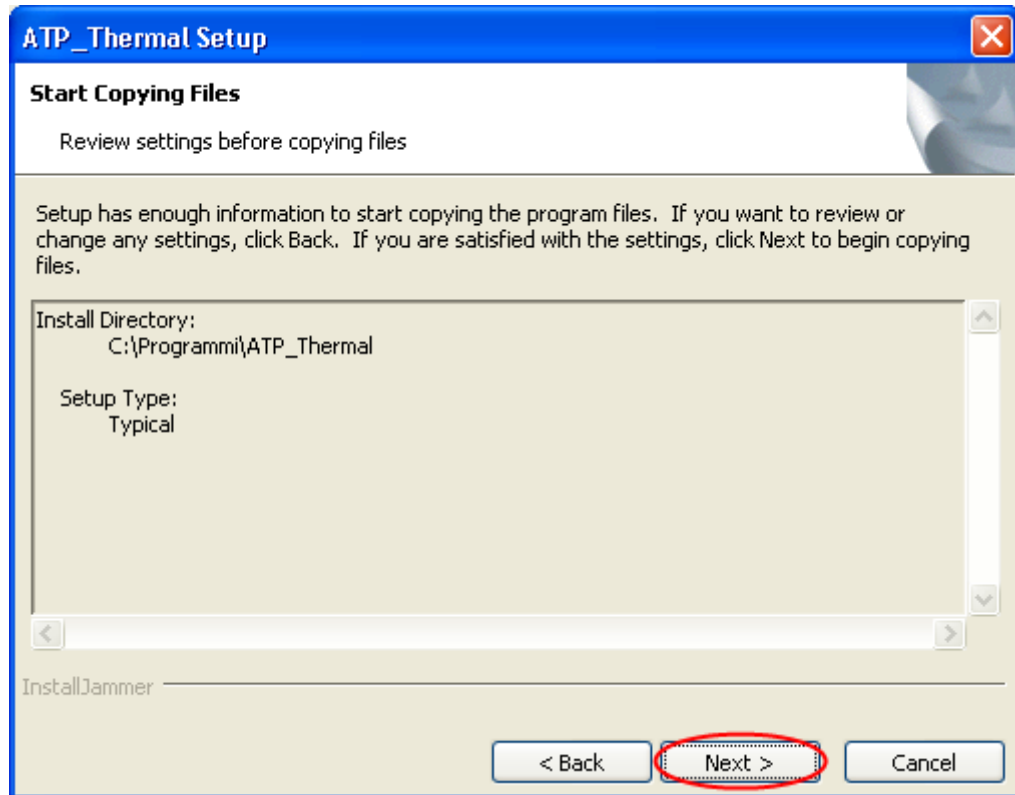 ATP_Thermal Setup
Start Copying Files
Review settings before copying files
Setup has enough information to start copying the program files.  If you want to review or
change any settings, click Back.  If you are satisfied with the settings, click Next to begin copying
files.
Install Directory:
C:\Programmi\ATP_Thermal
Setup Type:
Typical
InstallJammer
< Back
Next >
Cancel